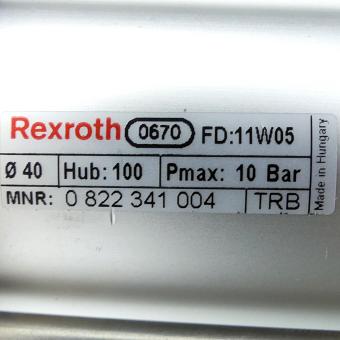 Rexroth 0670 FD:11W05
Ø 40 Hub: 100 Pmax: 10 Bar
MNR: 0 822 341 004 TRB
Made in Hungary